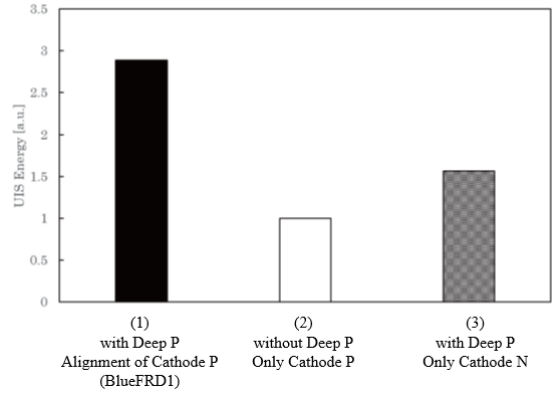 UIS Energy [a.u.]
3.5
3
2.5
2
1.5
1
0.5
0
(1)
with Deep P
Alignment of Cathode P
(BlueFRD1)
(2)
without Deep P
Only Cathode P
(3)
with Deep P
Only Cathode N